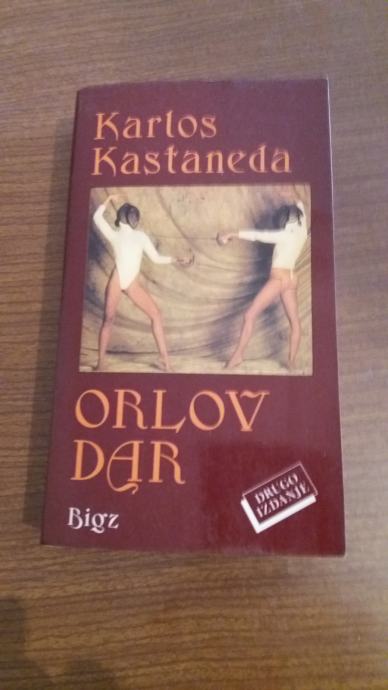 Karlos
Kastaneda
ORLOV
DAR
DRUGO
IZDANJE
Bigz